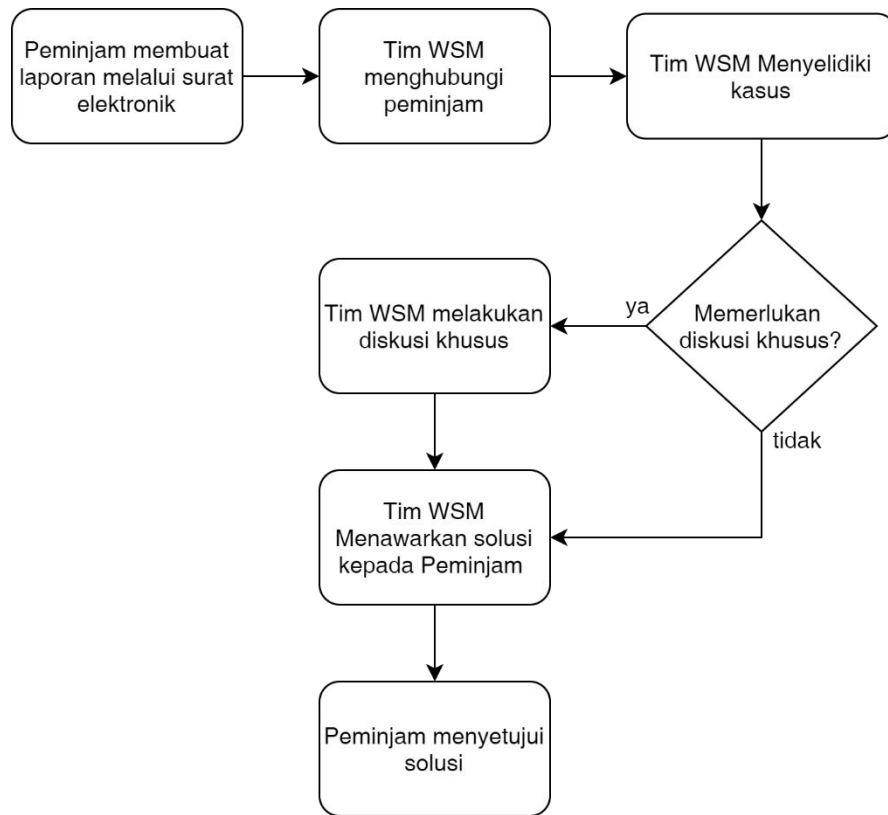 Peminjam membuat
laporan melalui surat
elektronik
Tim WSM
menghubungi
peminjam
Tim WSM Menyelidiki
kasus
Memerlukan
diskusi khusus?
ya
tidak
Tim WSM melakukan
diskusi khusus
Tim WSM
Menawarkan solusi
kepada Peminjam
Peminjam menyetujui
solusi